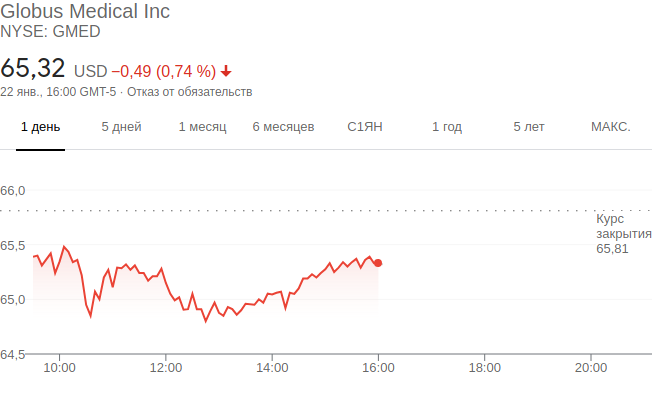 Globus Medical Inc
NYSE: GMED
65,32 USD −0,49 (0,74 %)
22 янв., 16:00 GMT-5 · Отказ от обязательств
1 день 5 дней 1 месяц 6 месяцев С1ЯН 1 год 5 лет МАКС.
66,0
Курс
закрытия
65,5
65,81
65,0
64,5
10:00 12:00 14:00 16:00 18:00 20:00